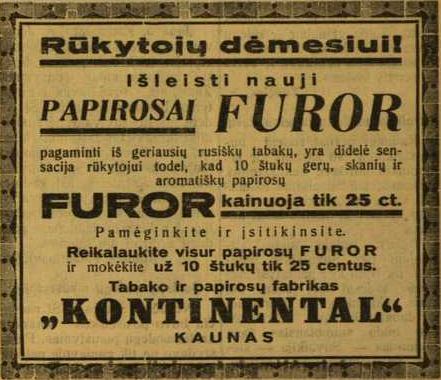 Rūkytojų dėmesiui!
Išleisti nauji
PAPIROSAI FUROR
pagaminti iš geriausių rusiškų tabakų, yra didelė sen-
sacija rūkytojui todel, kad 10 štukų gerų, skanių ir
aromatiškų papirosų
FUROR kainuoja tik 25 ct.
Pamėginkite ir įsitikinsite.
Reikalaukite visur papirosų FUROR
ir mokėkite už 10 štukų tik 25 centus.
Tabako ir papirosų fabrikas
„KONTINENTAL“
KAUNAS